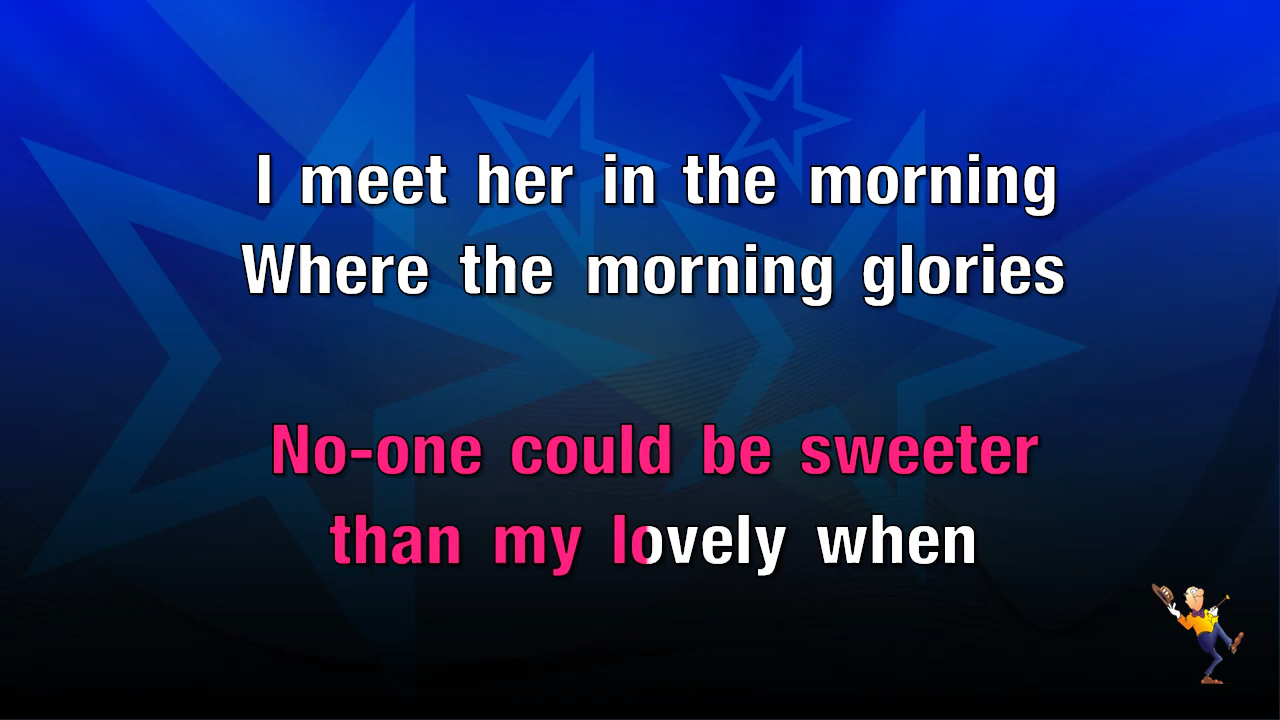 I meet her in the morning
Where the morning glories
No-one could be sweeter
than my lovely when